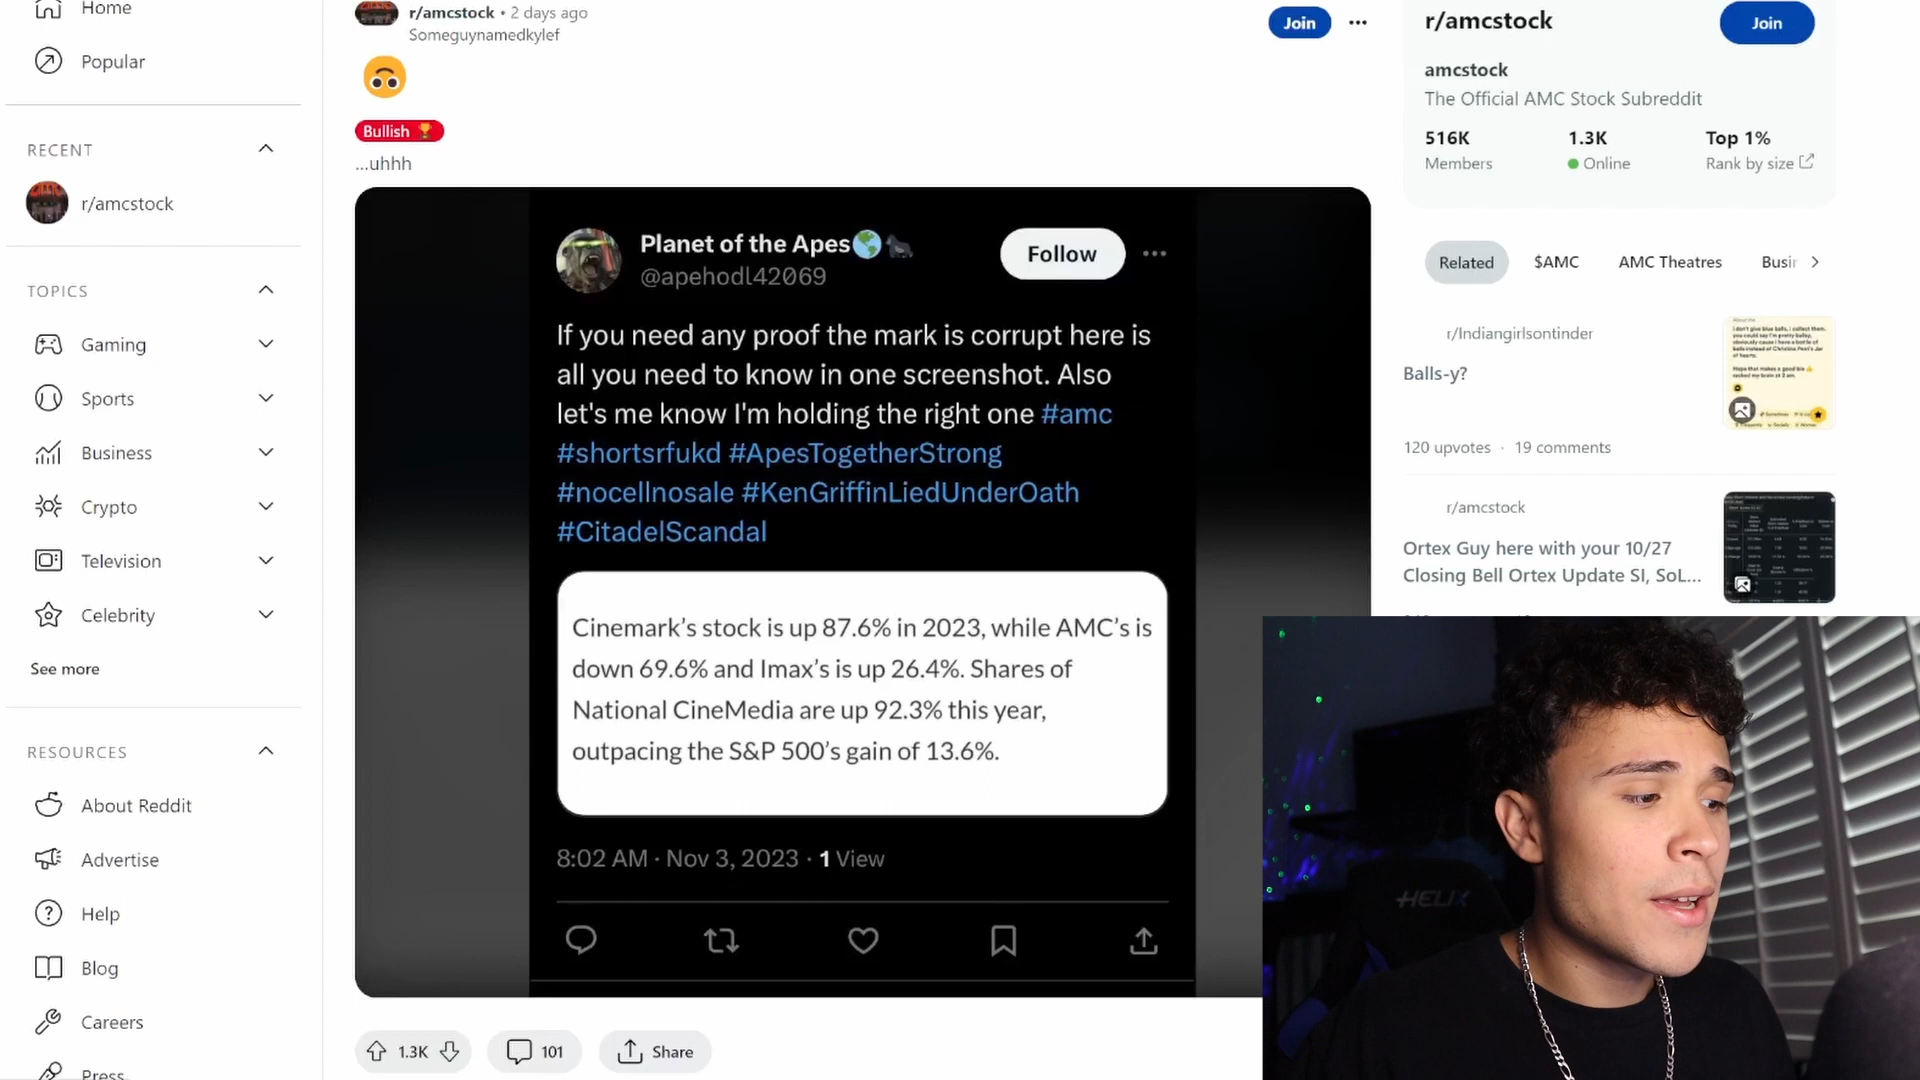 Home
Popular
RECENT
r/amcstock
TOPICS
Gaming
Sports
Business
Crypto
Television
Celebrity
See more
RESOURCES
About Reddit
Advertise
Help
Blog
Careers
Press
r/amcstock • 2 days ago
Someguynamedkylef
Join
Bullish
...uhhh
Planet of the Apes
@apehodl42069
Follow
If you need any proof the mark is corrupt here is
all you need to know in one screenshot. Also
let's me know I'm holding the right one #amc
#shortsrfukd #ApesTogetherStrong
#nocellnosale #KenGriffinLiedUnderOath
#CitadelScandal
Cinemark's stock is up 87.6% in 2023, while AMC's is
down 69.6% and Imax's is up 26.4%. Shares of
National CineMedia are up 92.3% this year,
outpacing the S&P 500's gain of 13.6%.
8:02 AM · Nov 3, 2023 · 1 View
1.3K
101
Share
r/amcstock
Join
amcstock
The Official AMC Stock Subreddit
516K 1.3K Top 1%
Members Online Rank by size
Related $AMC AMC Theatres Busir
r/Indiangirlsontinder
Balls-y?
120 upvotes · 19 comments
r/amcstock
Ortex Guy here with your 10/27
Closing Bell Ortex Update SI, SoL...
HELIX